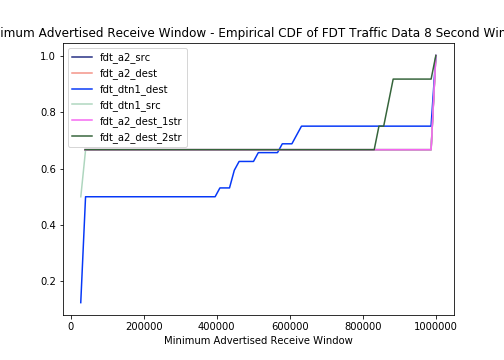 imum Advertised Receive Window - Empirical CDF of FDT Traffic Data 8 Second Win
fdt_a2_src
fdt_a2_dest
fdt_dtn1_dest
fdt_dtn1_src
fdt_a2_dest_1str
fdt_a2_dest_2str
1.0
0.8
0.6
0.4
0.2
0
200000
400000
600000
800000
1000000
Minimum Advertised Receive Window